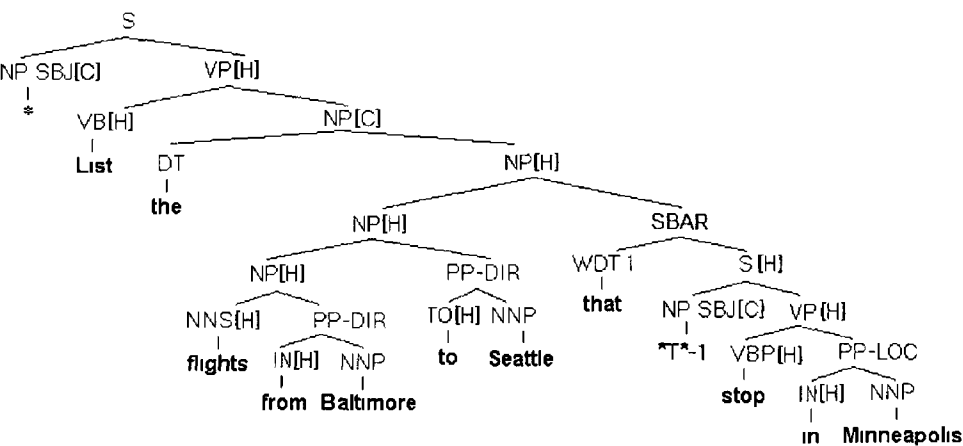 S
NP SBJ[C] VP[H]
*
VB[H] NP[C]
List DT NP[H]
the
NP[H] SBAR
NP[H] PP-DIR WDT 1 S[H]
that
NNS[H] PP-DIR TO[H] NNP NP SBJ[C] VP[H]
flights IN[H] NNP to Seattle *T*-1 VBP[H] PP-LOC
from Baltimore stop IN[H] NNP
in Minneapolis